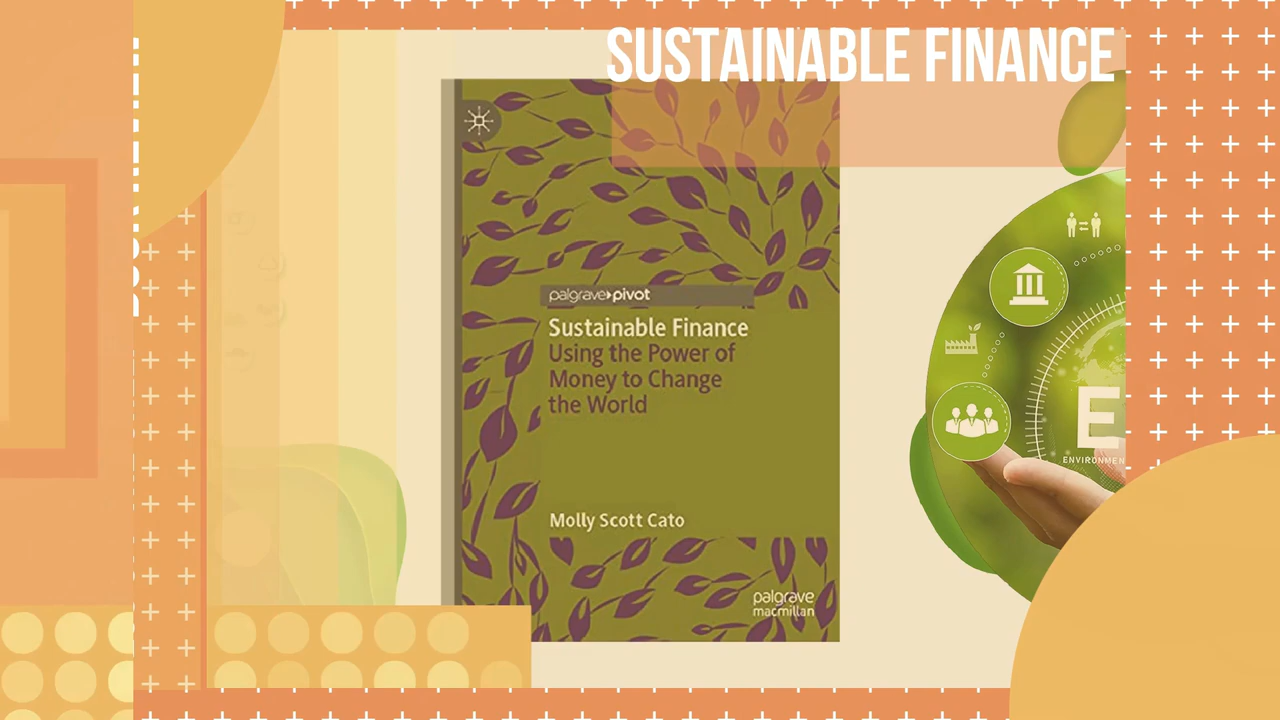 SUSTAINABLE FINANCE
palgrave pivot
Sustainable Finance
Using the Power of
Money to Change
the World
Molly Scott Cato
palgrave
macmillan
E
ENVIRONMEN